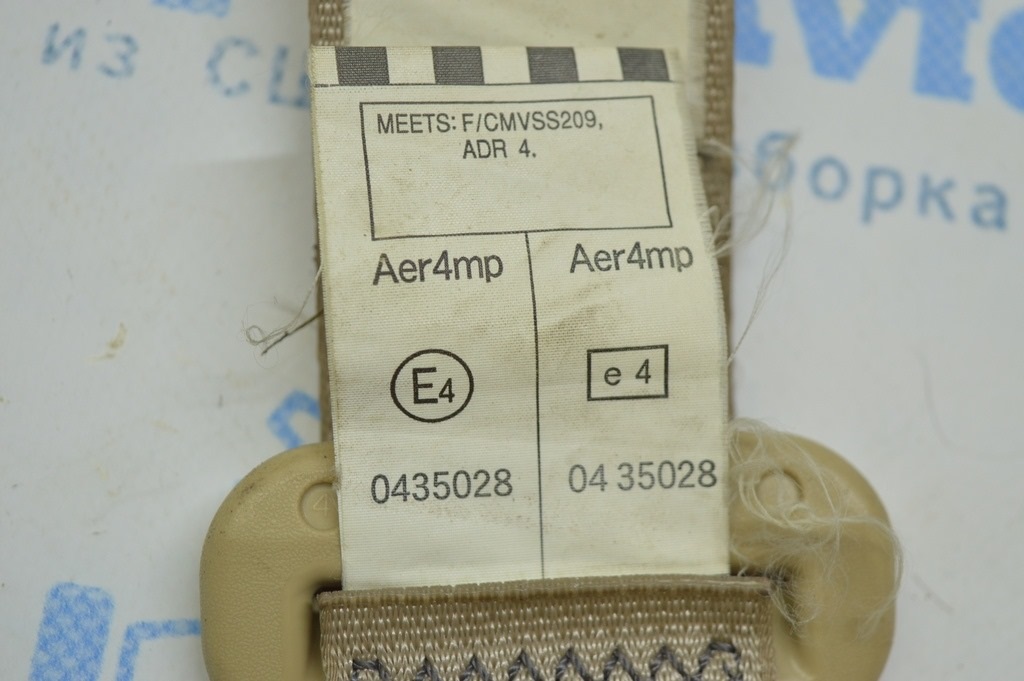 из
борка
MEETS: F/CMVSS209,
ADR 4.
Aer4mp Aer4mp
E4 e 4
0435028 04 35028